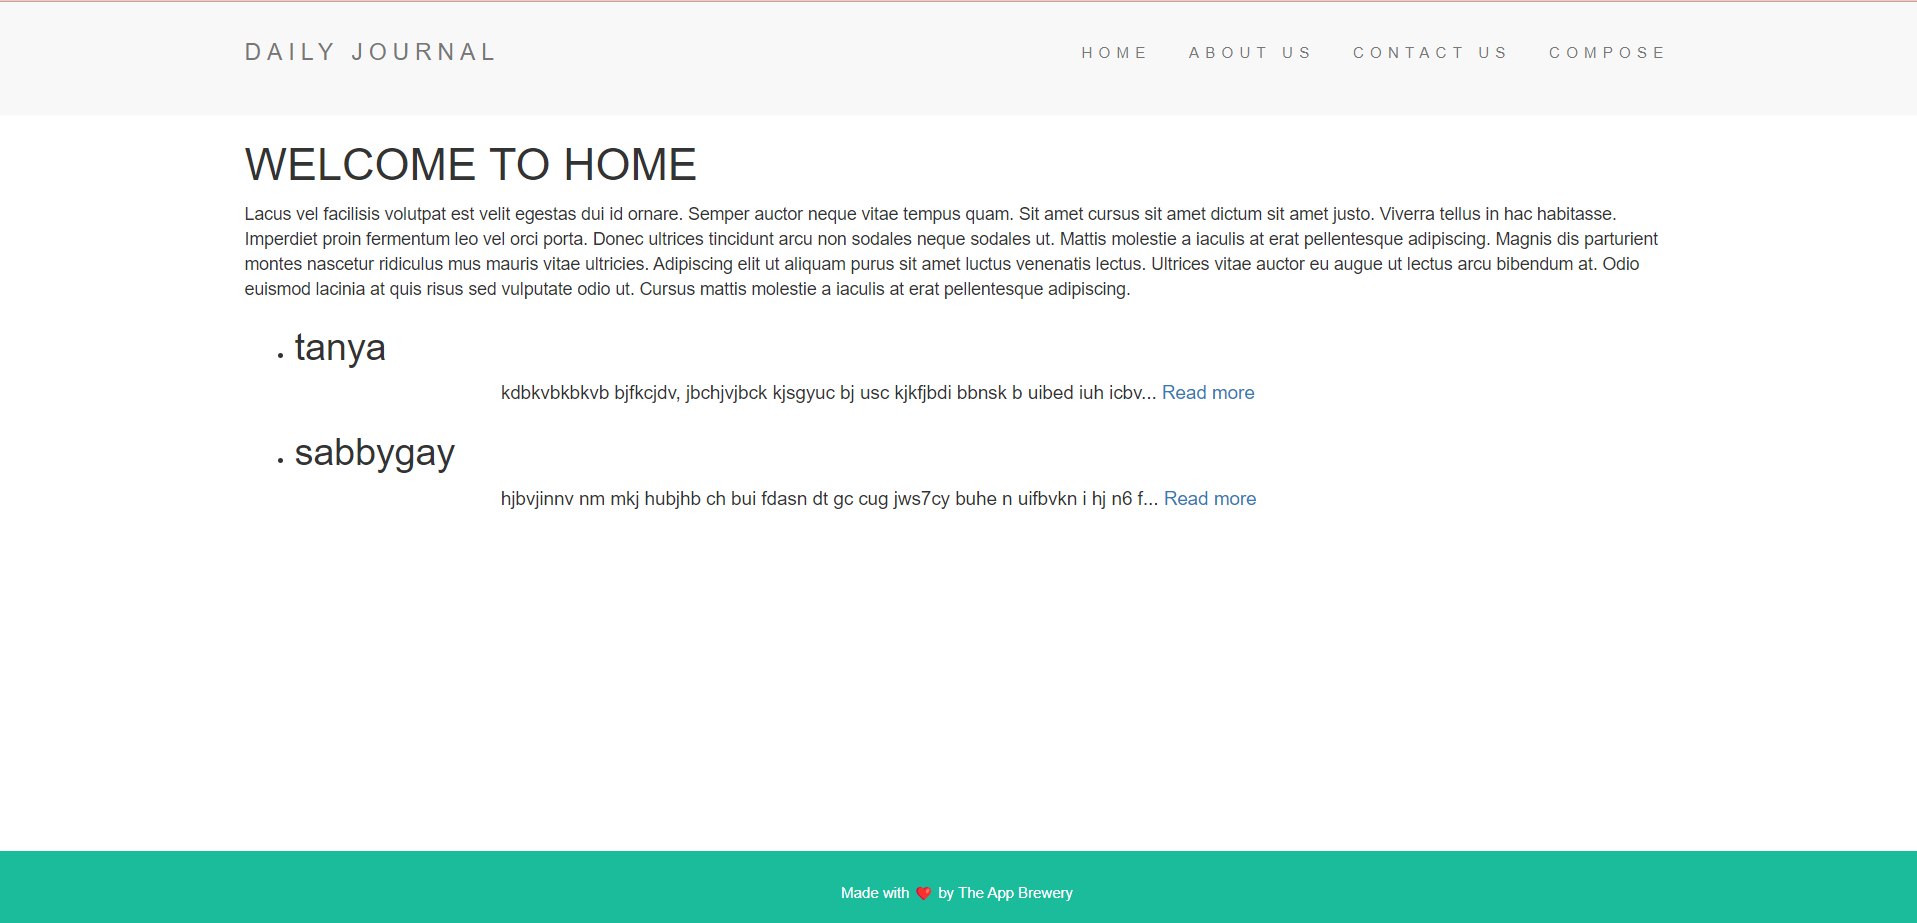 DAILY JOURNAL
HOME ABOUT US CONTACT US COMPOSE
WELCOME TO HOME
Lacus vel facilisis volutpat est velit egestas dui id ornare. Semper auctor neque vitae tempus quam. Sit amet cursus sit amet dictum sit amet justo. Viverra tellus in hac habitasse.
Imperdiet proin fermentum leo vel orci porta. Donec ultrices tincidunt arcu non sodales neque sodales ut. Mattis molestie a iaculis at erat pellentesque adipiscing. Magnis dis parturient
montes nascetur ridiculus mus mauris vitae ultricies. Adipiscing elit ut aliquam purus sit amet luctus venenatis lectus. Ultrices vitae auctor eu augue ut lectus arcu bibendum at. Odio
euismod lacinia at quis risus sed vulputate odio ut. Cursus mattis molestie a iaculis at erat pellentesque adipiscing.
• tanya
kdbkvbkbkvb bjfkcjdv, jbchjvjbck kjsgyuc bj usc kjkfjbdi bbnsk b uibed iuh icbv... Read more
• sabbygay
hjbvjinnv nm mkj hubjhb ch bui fdasn dt gc cug jws7cy buhe n uifbvkn i hj n6 f... Read more
Made with ❤️ by The App Brewery